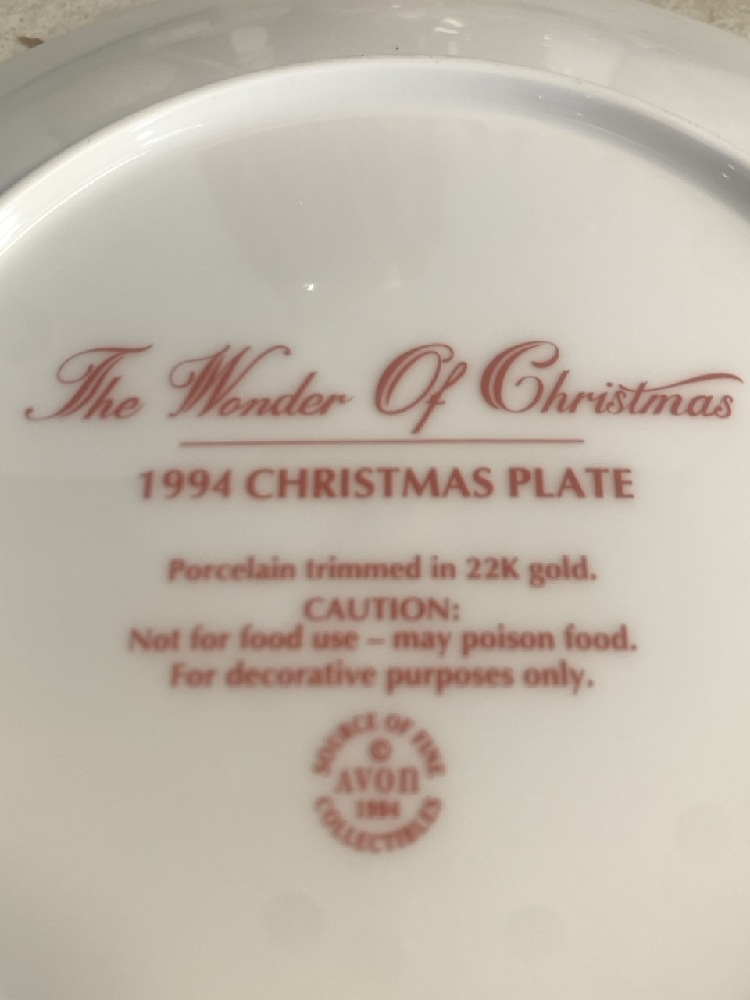 The Wonder Of Christmas
1994 CHRISTMAS PLATE
Porcelain trimmed in 22K gold.
CAUTION:
Not for food use – may poison food.
For decorative purposes only.
SOURCE OF FINE
©
AVON
1994
COLLECTIBLES